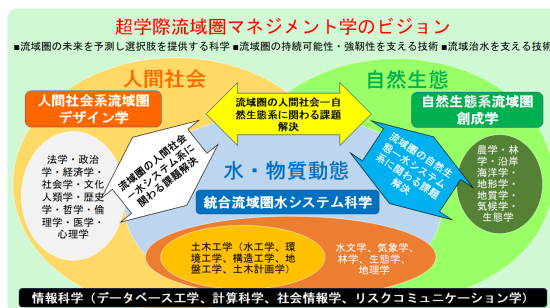 超学際流域圏マネジメント学のビジョン
■流域圏の未来を予測し選択肢を提供する科学 ■流域圏の持続可能性・強靭性を支える技術 ■流域治水を支える技術
人間社会
自然生態
人間社会系流域圏
デザイン学
流域圏の人間社会―自
然生態系に関わる課題
解決
自然生態系流域圏
創成学
法学・政治
学・経済学・
社会学・文化
人類学・歴史
学・哲学・倫
理学・医学・
心理学
流域圏の人間社会
―水システム系に
関わる課題解決
流域圏の自然生
態―水システム
系に関わる課題
解決
農学・林
学・沿岸
海洋学・
地形学・
地質学・
気候学・
生態学
水・物質動態
統合流域圏水システム科学
土木工学（水工学、環
境工学、構造工学、地
盤工学、土木計画学）
水文学、気象学、
林学、生態学、
地理学
情報科学（データベース工学、計算科学、社会情報学、リスクコミュニケーション学）